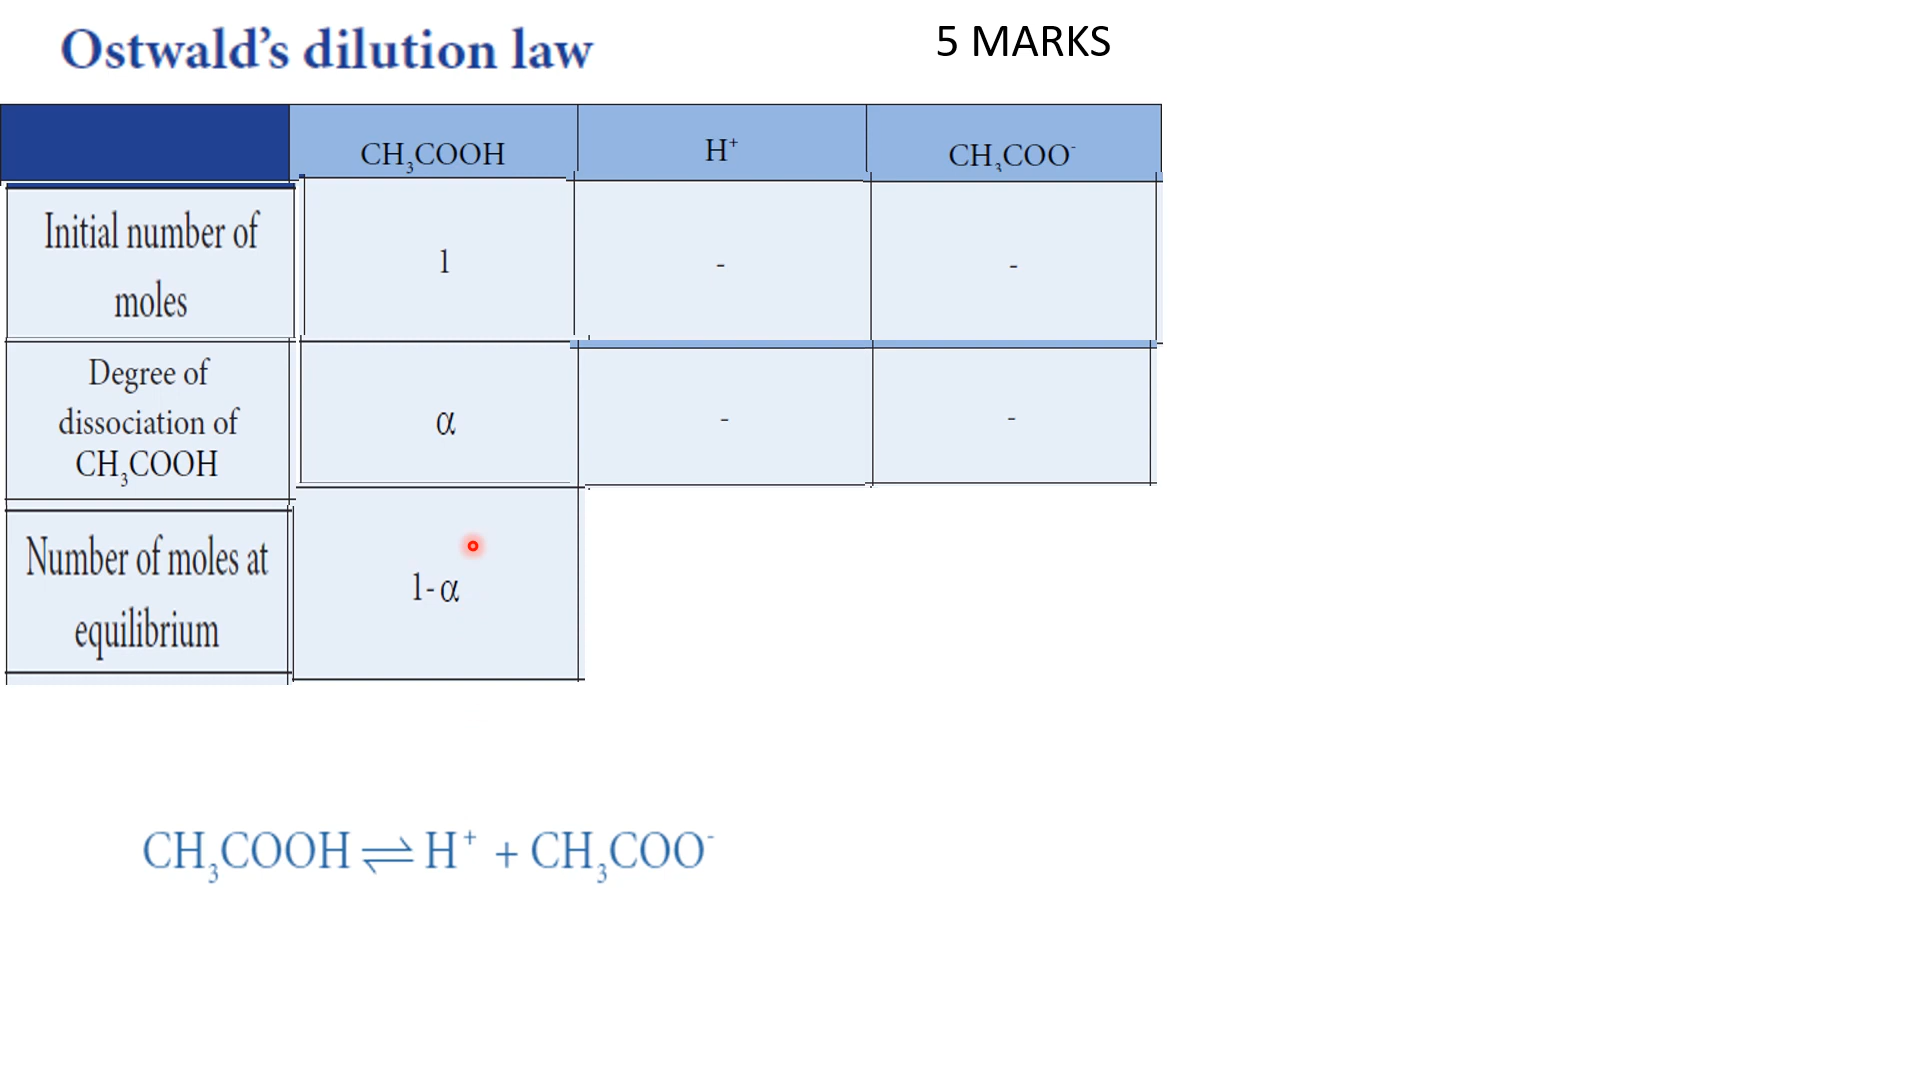 Ostwald's dilution law
5 MARKS
CH₃COOH H⁺ CH₃COO⁻
Initial number of
moles
1 - -
Degree of
dissociation of
CH₃COOH
α - -
Number of moles at
equilibrium
1-α
CH₃COOH ⇌ H⁺ + CH₃COO⁻